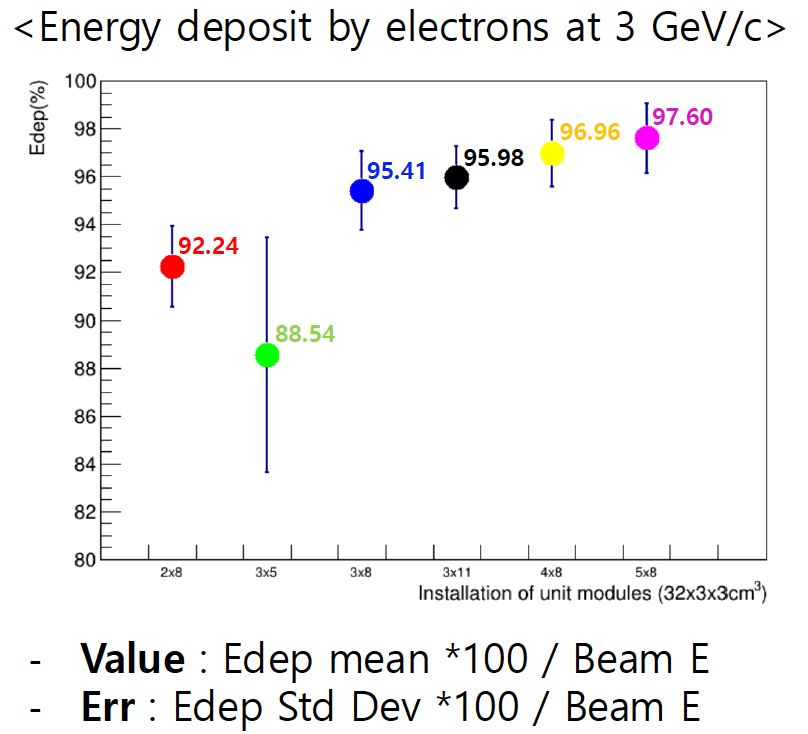 <Energy deposit by electrons at 3 GeV/c>
Edep(%)
100
98
96
94
92
90
88
86
84
82
80
92.24
88.54
95.41
95.98
96.96
97.60
2x8
3x5
3x8
3x11
4x8
5x8
Installation of unit modules (32x3x3cm³)
- Value : Edep mean *100 / Beam E
- Err : Edep Std Dev *100 / Beam E